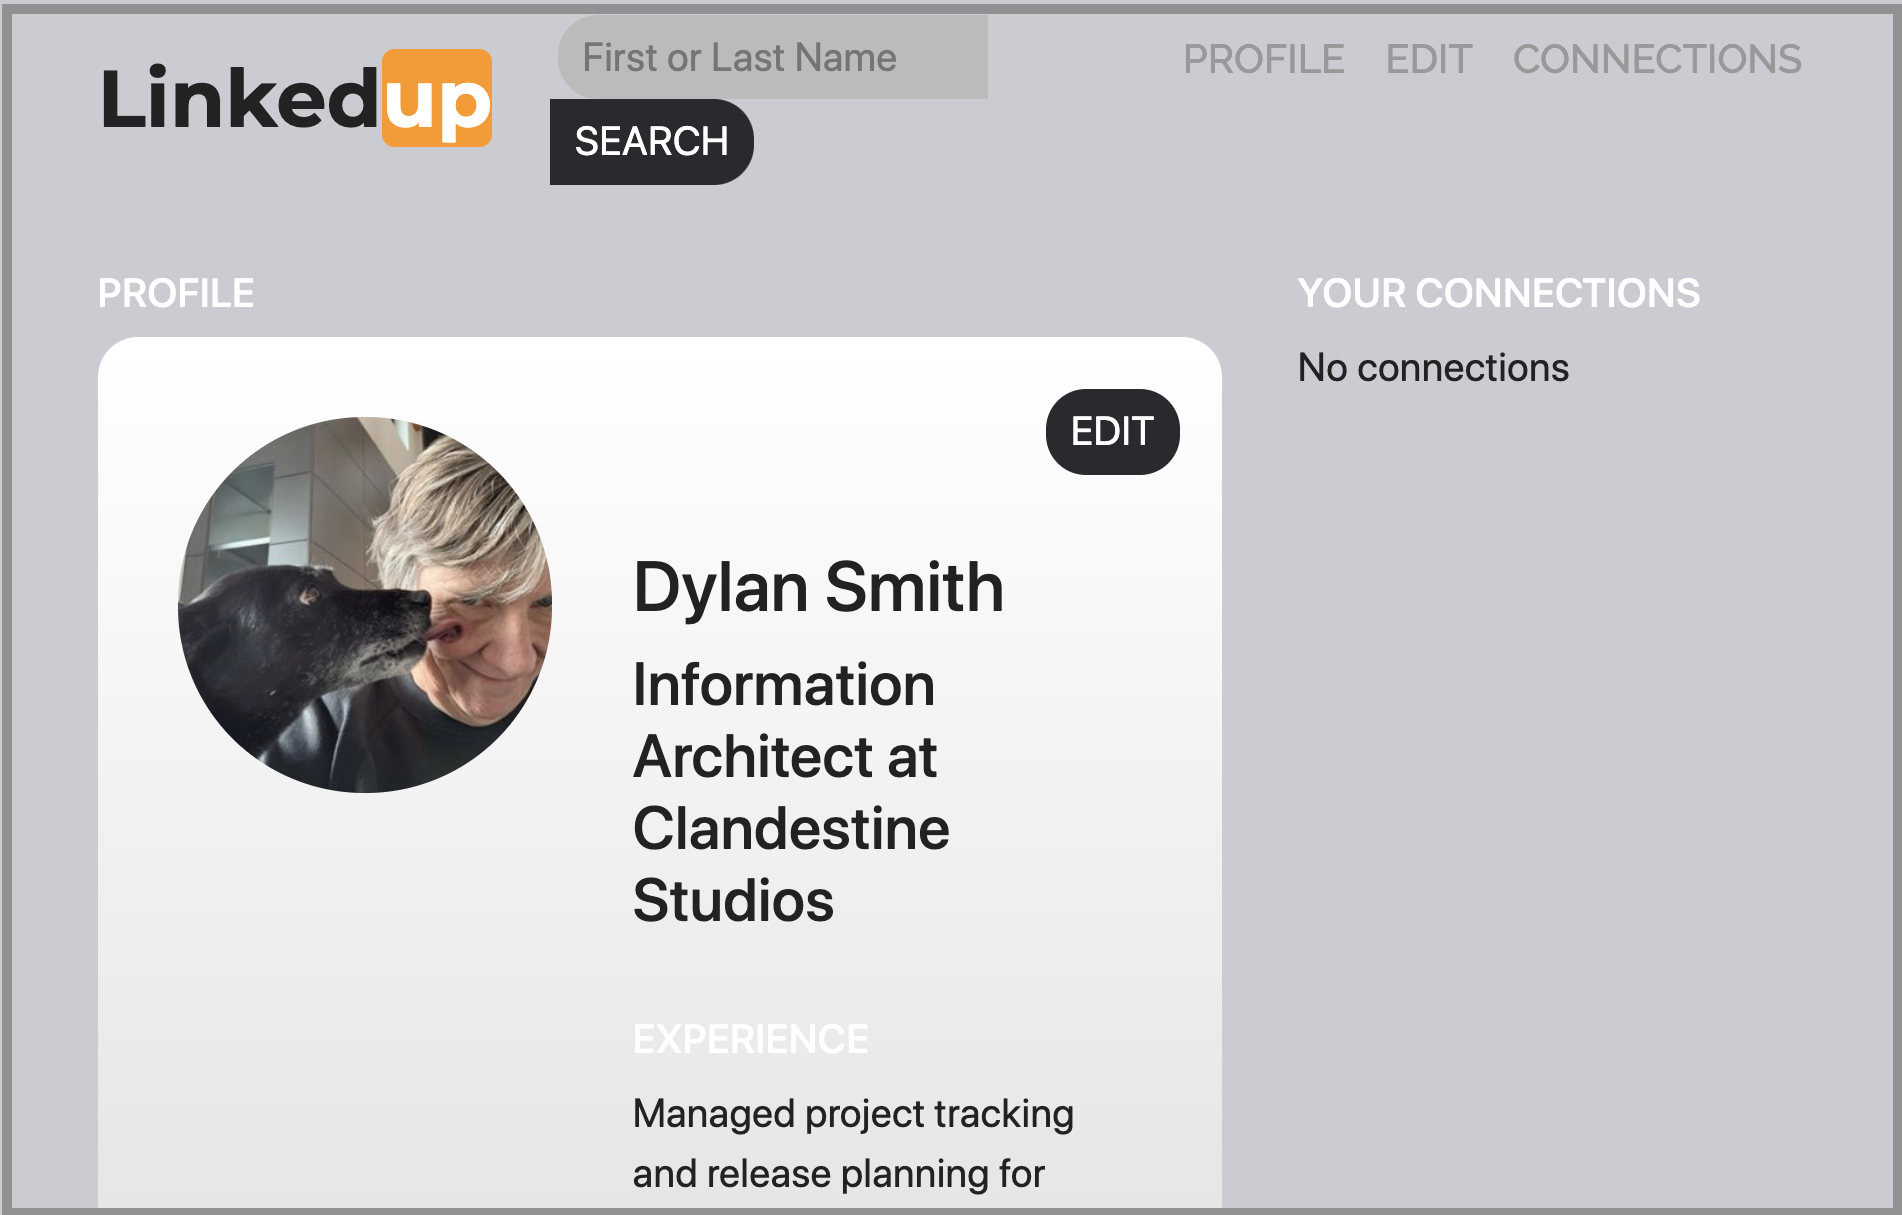 Linkedup
First or Last Name
SEARCH
PROFILE EDIT CONNECTIONS
PROFILE
EDIT
Dylan Smith
Information
Architect at
Clandestine
Studios
EXPERIENCE
Managed project tracking
and release planning for
YOUR CONNECTIONS
No connections